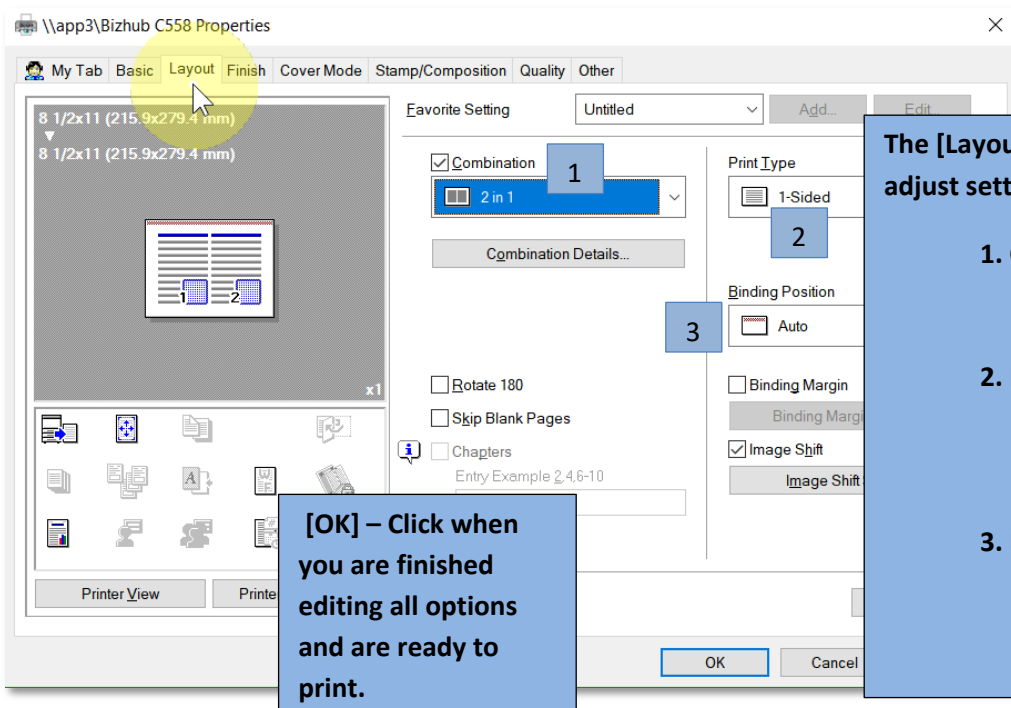 \\app3\Bizhub C558 Properties
My Tab Basic Layout Finish Cover Mode Stamp/Composition Quality Other
8 1/2x11 (215.9x279.4 mm)
8 1/2x11 (215.9x279.4 mm)
1 2
x1
Printer View
Favorite Setting Untitled Add... Edit...
Combination
1
2 in 1
Combination Details...
Print Type
1-Sided
2
Binding Position
3
Auto
Rotate 180
Skip Blank Pages
Chapters
Entry Example 2,4,6-10
Binding Margin
Binding
Image Shift
Image Shift
OK Cancel
[OK] – Click when
you are finished
editing all options
and are ready to
print.
The
adjust
1.
2.
3.